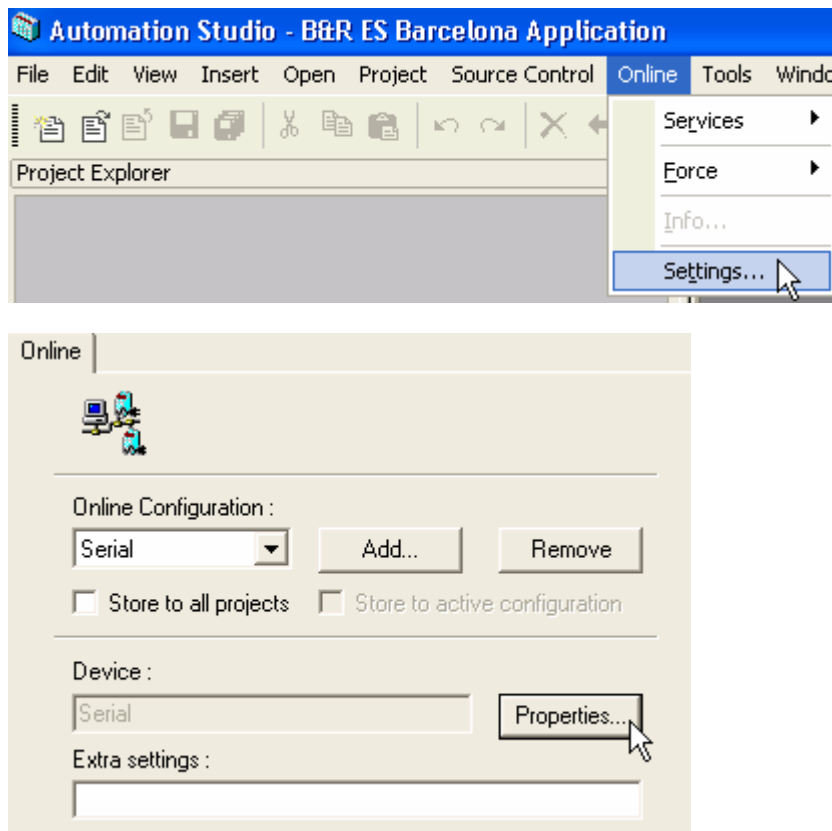 Automation Studio - B&R ES Barcelona Application
File Edit View Insert Open Project Source Control Online Tools Windo
Services
Project Explorer
Force
Info...
Settings...
Online
Online Configuration :
Serial Add... Remove
Store to all projects Store to active configuration
Device :
Serial Properties...
Extra settings :